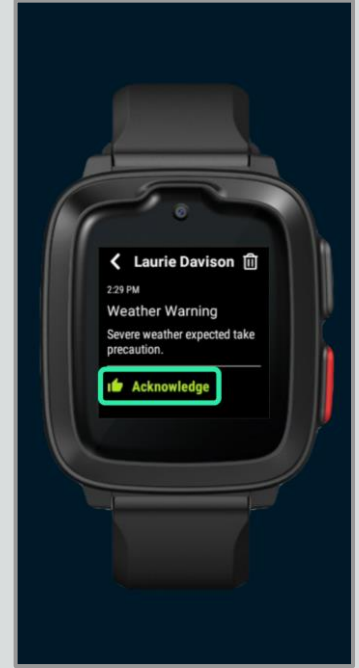 Laurie Davison
2:29 PM
Weather Warning
Severe weather expected take
precaution.
Acknowledge